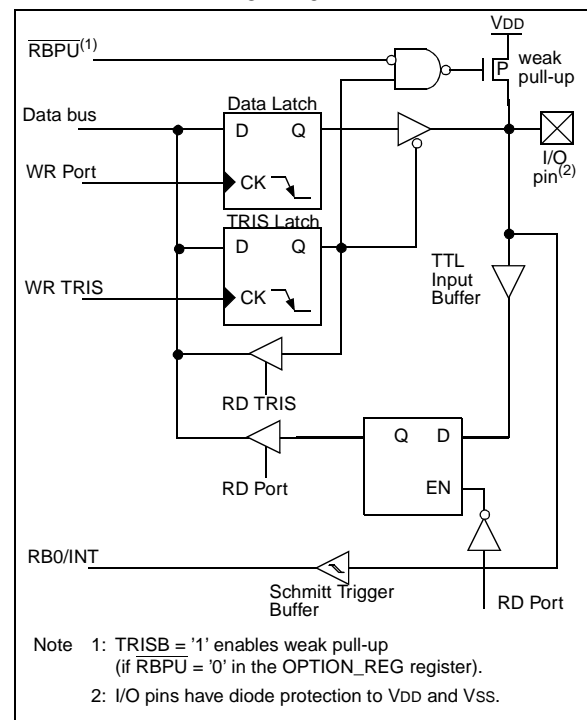 VDD
RBPU(1)
P
weak
pull-up
Data bus
Data Latch
D Q
WR Port
CK
I/O
pin(2)
TRIS Latch
D Q
TTL
Input
Buffer
WR TRIS
CK
RD TRIS
Q D
RD Port
EN
RB0/INT
Schmitt Trigger
Buffer
RD Port
Note 1: TRISB = '1' enables weak pull-up
(if RBPU = '0' in the OPTION_REG register).
2: I/O pins have diode protection to VDD and VSS.